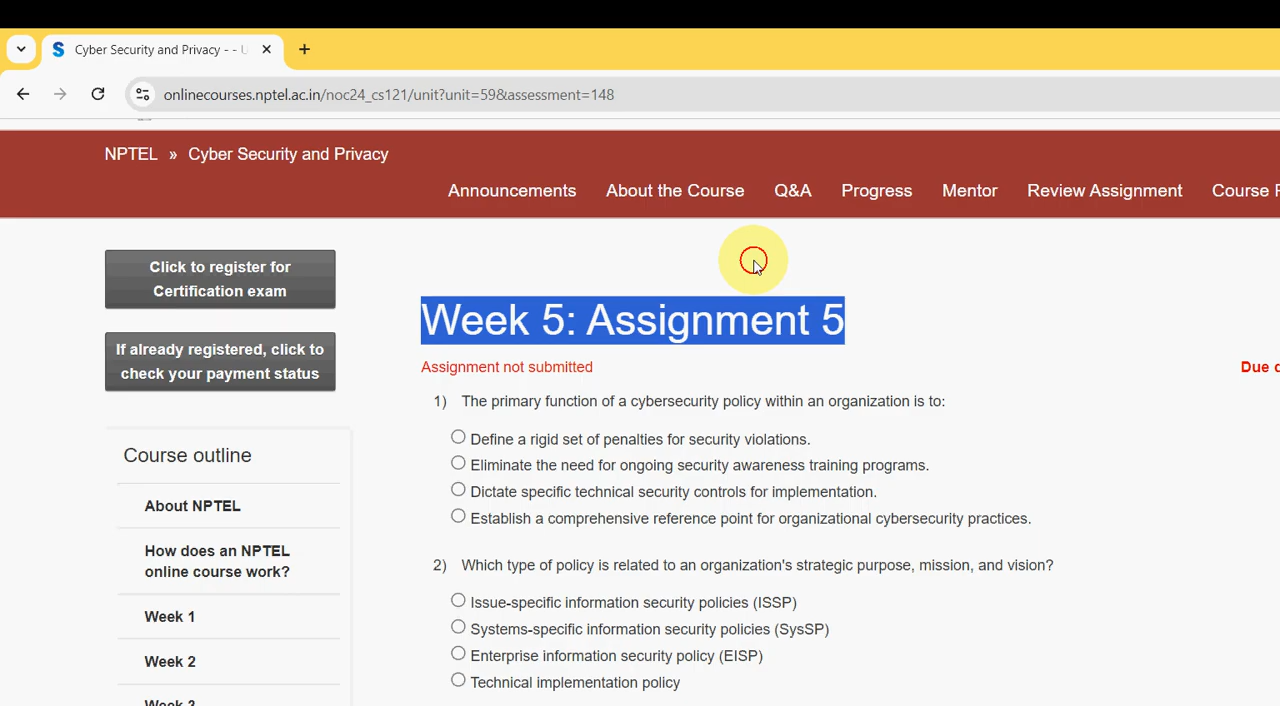 Cyber Security and Privacy - - U
onlinecourses.nptel.ac.in/noc24_cs121/unit?unit=59&assessment=148
NPTEL » Cyber Security and Privacy
Announcements About the Course Q&A Progress Mentor Review Assignment Course
Click to register for
Certification exam
If already registered, click to
check your payment status
Week 5: Assignment 5
Assignment not submitted
Due
1) The primary function of a cybersecurity policy within an organization is to:
Define a rigid set of penalties for security violations.
Eliminate the need for ongoing security awareness training programs.
Dictate specific technical security controls for implementation.
Establish a comprehensive reference point for organizational cybersecurity practices.
2) Which type of policy is related to an organization's strategic purpose, mission, and vision?
Issue-specific information security policies (ISSP)
Systems-specific information security policies (SysSP)
Enterprise information security policy (EISP)
Technical implementation policy
Course outline
About NPTEL
How does an NPTEL
online course work?
Week 1
Week 2
Week 3